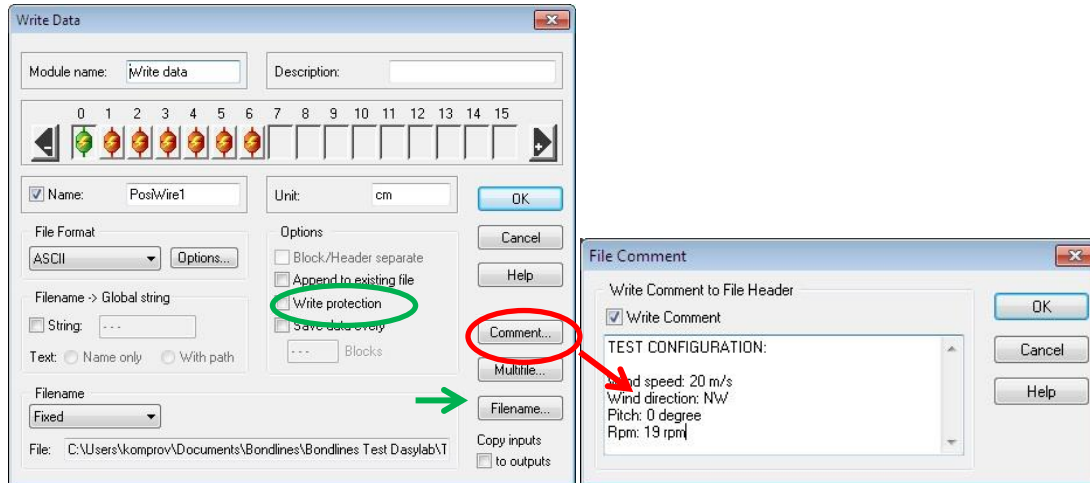 Write Data
Module name: Write data
Description:
0 1 2 3 4 5 6 7 8 9 10 11 12 13 14 15
Name: PosiWire1
Unit: cm
OK
File Format
ASCII
Options...
Options
Block/Header separate
Append to existing file
Write protection
Save data every
--- Blocks
Cancel
Help
Filename -> Global string
String: ---
Text: Name only With path
Comment...
Multifile...
Filename
Fixed
Filename...
File: C:\Users\komprov\Documents\Bondlines\Bondlines Test Dasylab\T
Copy inputs
to outputs
File Comment
Write Comment to File Header
Write Comment
TEST CONFIGURATION:
Wind speed: 20 m/s
Wind direction: NW
Pitch: 0 degree
Rpm: 19 rpm
OK
Cancel
Help